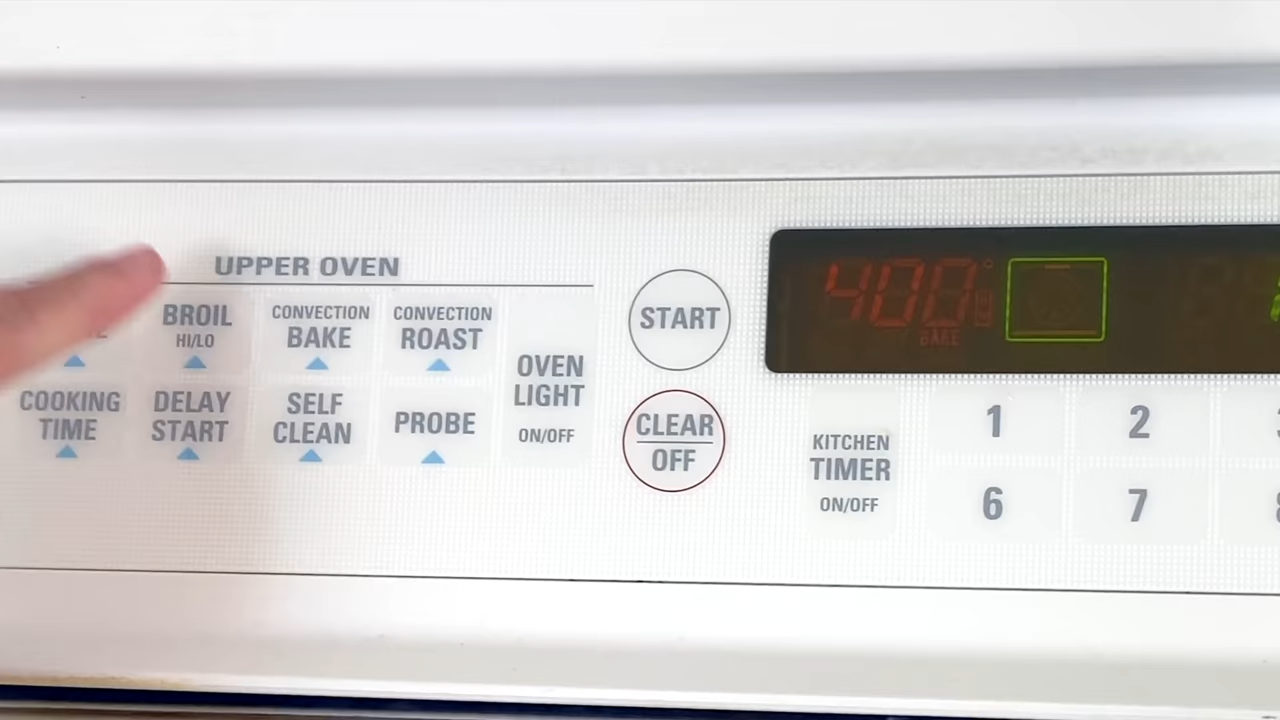 UPPER OVEN
BROIL
HI/LO
CONVECTION
BAKE
CONVECTION
ROAST
COOKING
TIME
DELAY
START
SELF
CLEAN
PROBE
OVEN
LIGHT
ON/OFF
START
CLEAR
OFF
400°
BAKE
KITCHEN
TIMER
ON/OFF
1
2
6
7